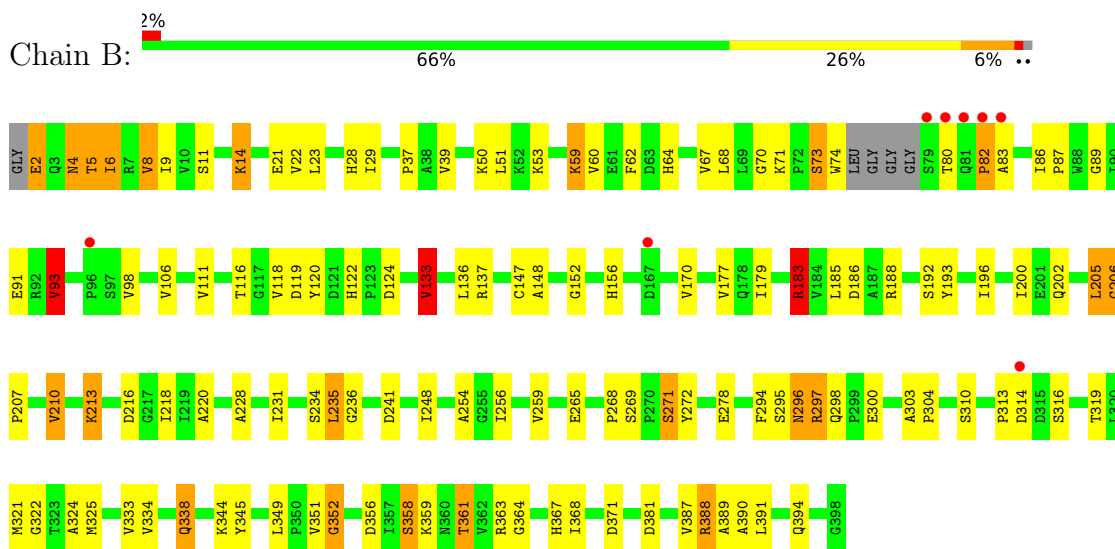 2%
Chain B:
66% 26% 6% ••
GLY E2 Q3 N4 T5 I6 R7 V8 I9 V10 S11 K14 E21 V22 L23 H28 I29 P37 A38 V39 K50 L51 K52 K53 K59 V60 E61 F62 D63 H64 V67 L68 L69 G70 K71 P72 S73 W74 LEU GLY GLY GLY S79 T80 Q81 P82 A83 I86 P87 W88 G89 I90
E91 R92 V93 P96 S97 V98 V106 V111 T116 G117 V118 D119 Y120 D121 H122 P123 D124 V133 L136 R137 C147 A148 G152 H156 D167 V170 V177 Q178 I179 R183 V184 L185 D186 A187 R188 S192 Y193 I196 I200 E201 Q202 L205 G206
P207 V210 K213 D216 G217 I218 I219 A220 A228 I231 S234 L235 G236 D241 I248 A254 G255 I256 V259 E265 P268 S269 P270 S271 Y272 E278 F294 S295 N296 R297 Q298 P299 E300 A303 P304 S310 P313 D314 D315 S316 T319 I320
M321 G322 T323 A324 M325 V333 V334 Q338 K344 Y345 L349 P350 V351 G352 D356 I357 S358 K359 N360 T361 V362 R363 G364 H367 I368 D371 D381 V387 R388 A389 A390 L391 Q394 G398